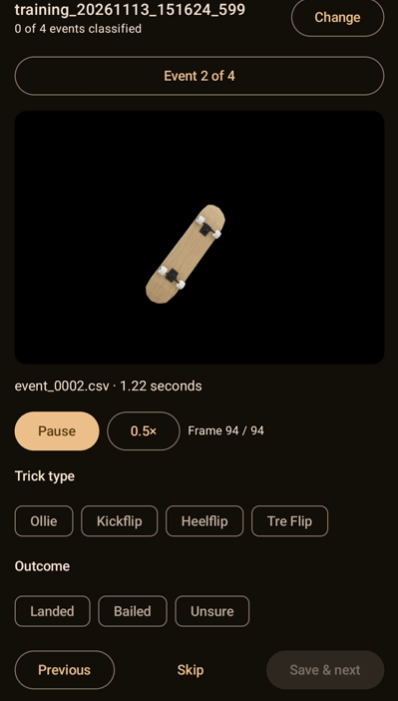 training_20261113_151624_599
0 of 4 events classified
Change
Event 2 of 4
event_0002.csv · 1.22 seconds
Pause
0.5×
Frame 94 / 94
Trick type
Ollie
Kickflip
Heelflip
Tre Flip
Outcome
Landed
Bailed
Unsure
Previous
Skip
Save & next